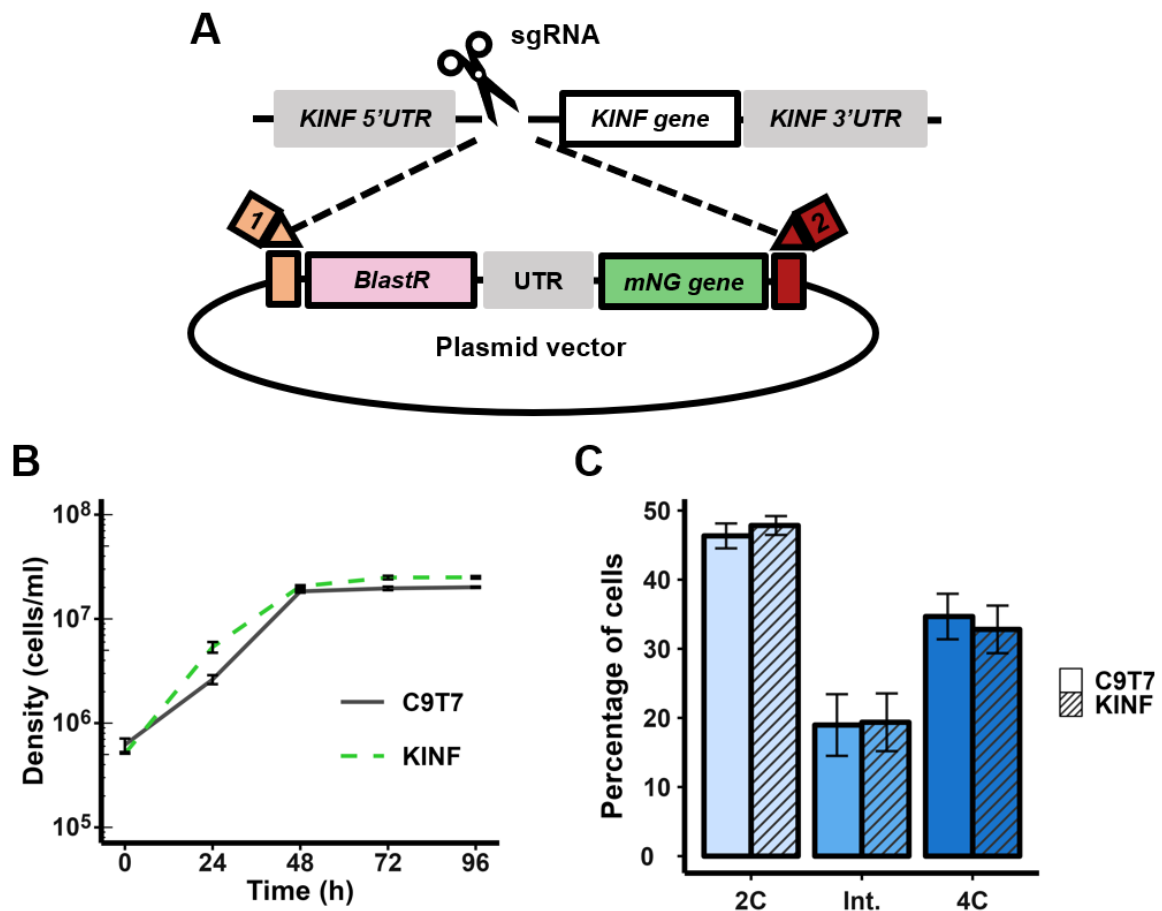 A
sgRNA
KINF 5’UTR
KINF gene
KINF 3’UTR
1
2
BlastR
UTR
mNG gene
Plasmid vector
B
Density (cells/ml)
10⁸
10⁷
10⁶
10⁵
C9T7
KINF
0 24 48 72 96
Time (h)
C
Percentage of cells
50
40
30
20
10
0
2C Int. 4C
C9T7
KINF